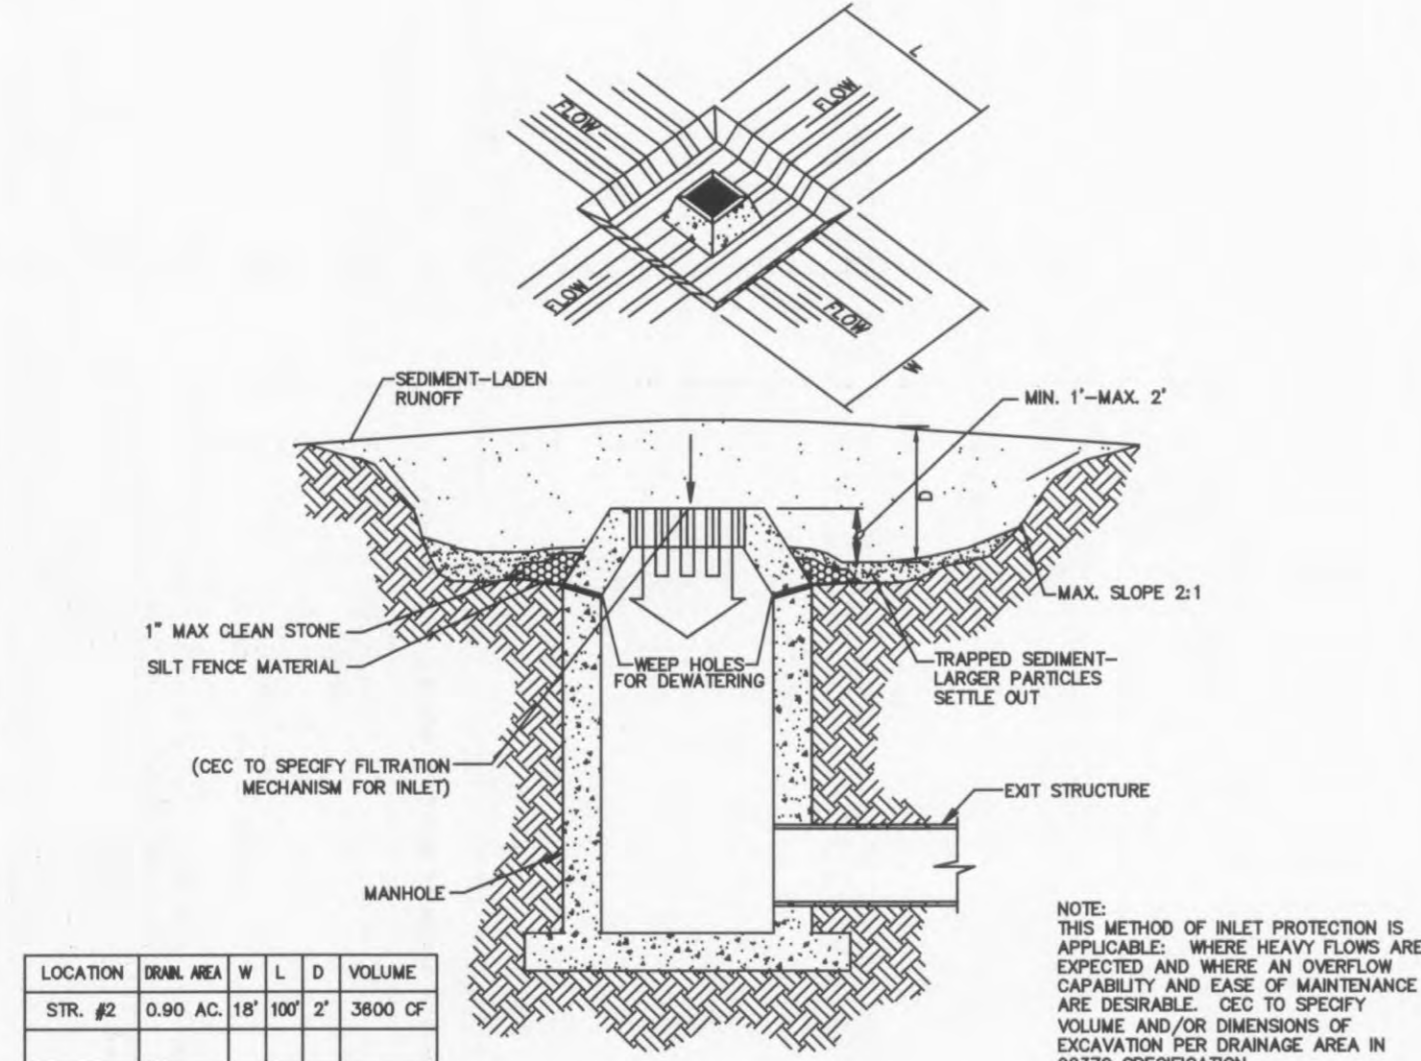 L
FLOW
FLOW
FLOW
FLOW
W
SEDIMENT-LADEN
RUNOFF
MIN. 1'-MAX. 2'
D
MAX. SLOPE 2:1
1" MAX CLEAN STONE
SILT FENCE MATERIAL
WEEP HOLES
FOR DEWATERING
TRAPPED SEDIMENT-
LARGER PARTICLES
SETTLE OUT
(CEC TO SPECIFY FILTRATION
MECHANISM FOR INLET)
EXIT STRUCTURE
MANHOLE
NOTE:
THIS METHOD OF INLET PROTECTION IS
APPLICABLE: WHERE HEAVY FLOWS ARE
EXPECTED AND WHERE AN OVERFLOW
CAPABILITY AND EASE OF MAINTENANCE
ARE DESIRABLE. CEC TO SPECIFY
VOLUME AND/OR DIMENSIONS OF
EXCAVATION PER DRAINAGE AREA IN
SPECIFICATION
LOCATION DRAIN. AREA W L D VOLUME
STR. #2 0.90 AC. 18' 100' 2' 3600 CF